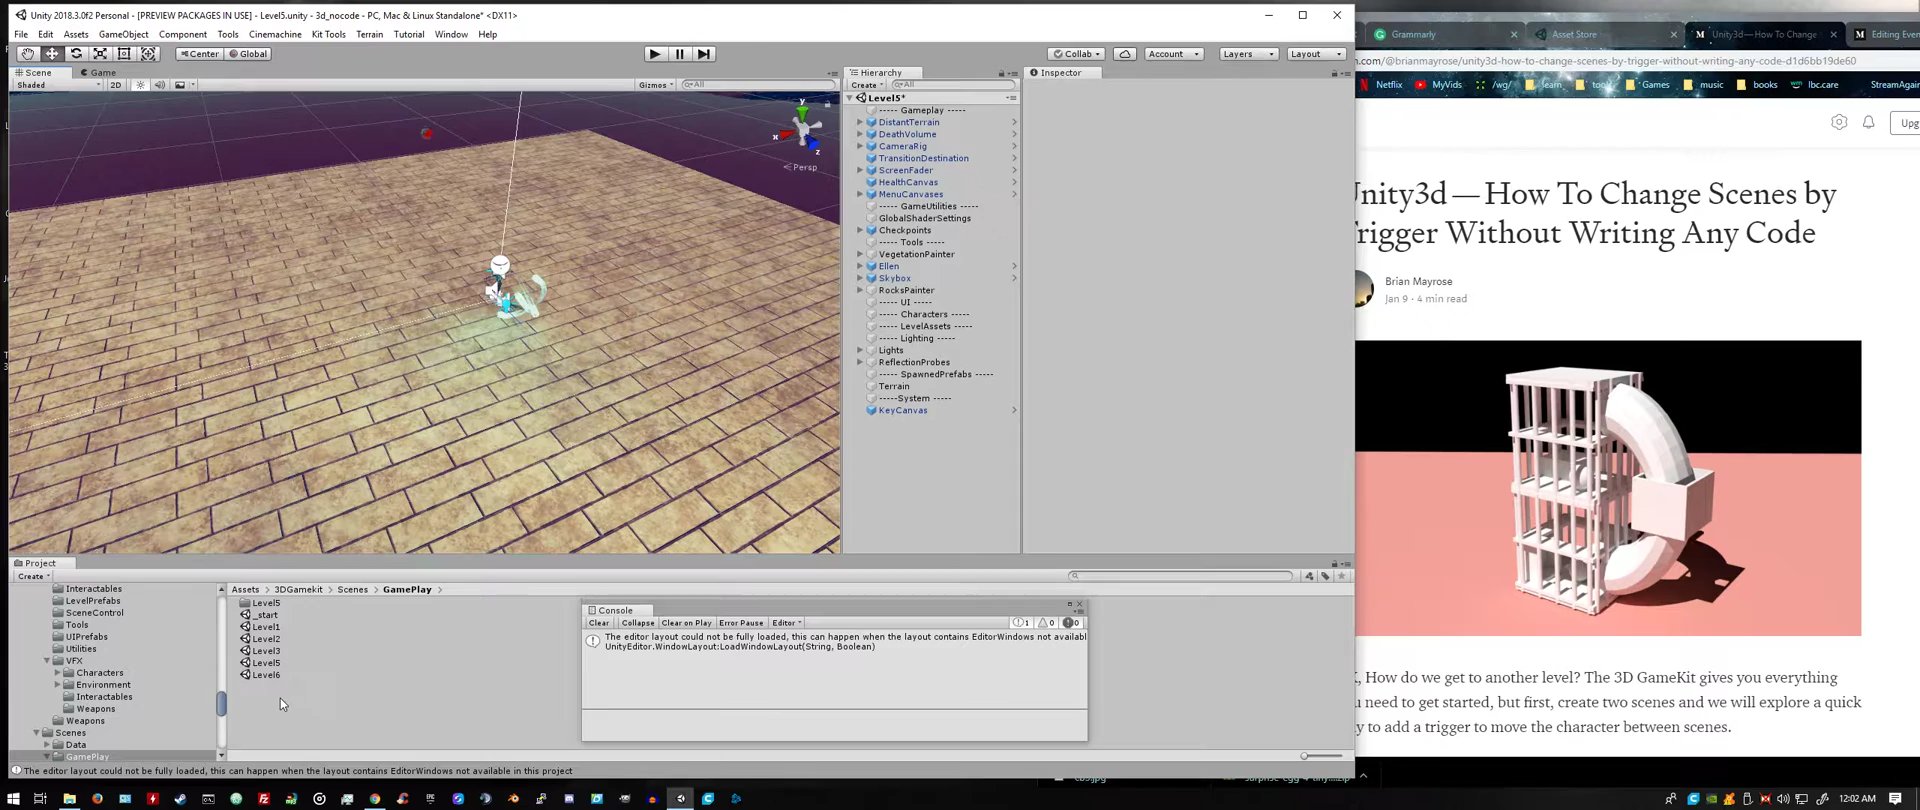 Unity 2018.3.0f2 Personal - [PREVIEW PACKAGES IN USE] - Level5.unity - 3d_nocode - PC, Mac & Linux Standalone* <DX11>
File Edit Assets GameObject Component Tools Cinemachine Kit Tools Terrain Tutorial Window Help
Center Global Collab Account Layers Layout
Scene Game
Shaded 2D Gizmos All
y
x
z
Persp
Hierarchy
Create All
Level5*
----- Gameplay -----
DistantTerrain
DeathVolume
CameraRig
TransitionDestination
ScreenFader
HealthCanvas
MenuCanvases
----- GameUtilities -----
GlobalShaderSettings
Checkpoints
----- Tools -----
VegetationPainter
Ellen
Skybox
RocksPainter
----- UI -----
----- Characters -----
----- LevelAssets -----
----- Lighting -----
Lights
ReflectionProbes
----- SpawnedPrefabs -----
Terrain
-----System -----
KeyCanvas
Inspector
Project
Create
Interactables
LevelPrefabs
SceneControl
Tools
UIPrefabs
Utilities
VFX
Characters
Environment
Interactables
Weapons
Weapons
Scenes
Data
GamePlay
Assets > 3DGamekit > Scenes > GamePlay >
Level5
_start
Level1
Level2
Level3
Level5
Level6
Console
Clear Collapse Clear on Play Error Pause Editor 1 0 0
The editor layout could not be fully loaded, this can happen when the layout contains EditorWindows not availabl
UnityEditor.WindowLayout:LoadWindowLayout(String, Boolean)
The editor layout could not be fully loaded, this can happen when the layout contains EditorWindows not available in this project
Grammarly Asset Store Unity3d—How To Change Editing Even
.com/@brianmayrose/unity3d-how-to-change-scenes-by-trigger-without-writing-any-code-d1d6bb19de60
Netflix MyVids /wg/ learn tools Games music books lbc.care StreamAgain
Upg
Unity3d — How To Change Scenes by
Trigger Without Writing Any Code
Brian Mayrose
Jan 9 · 4 min read
, How do we get to another level? The 3D GameKit gives you everything
u need to get started, but first, create two scenes and we will explore a quick
y to add a trigger to move the character between scenes.
12:02 AM